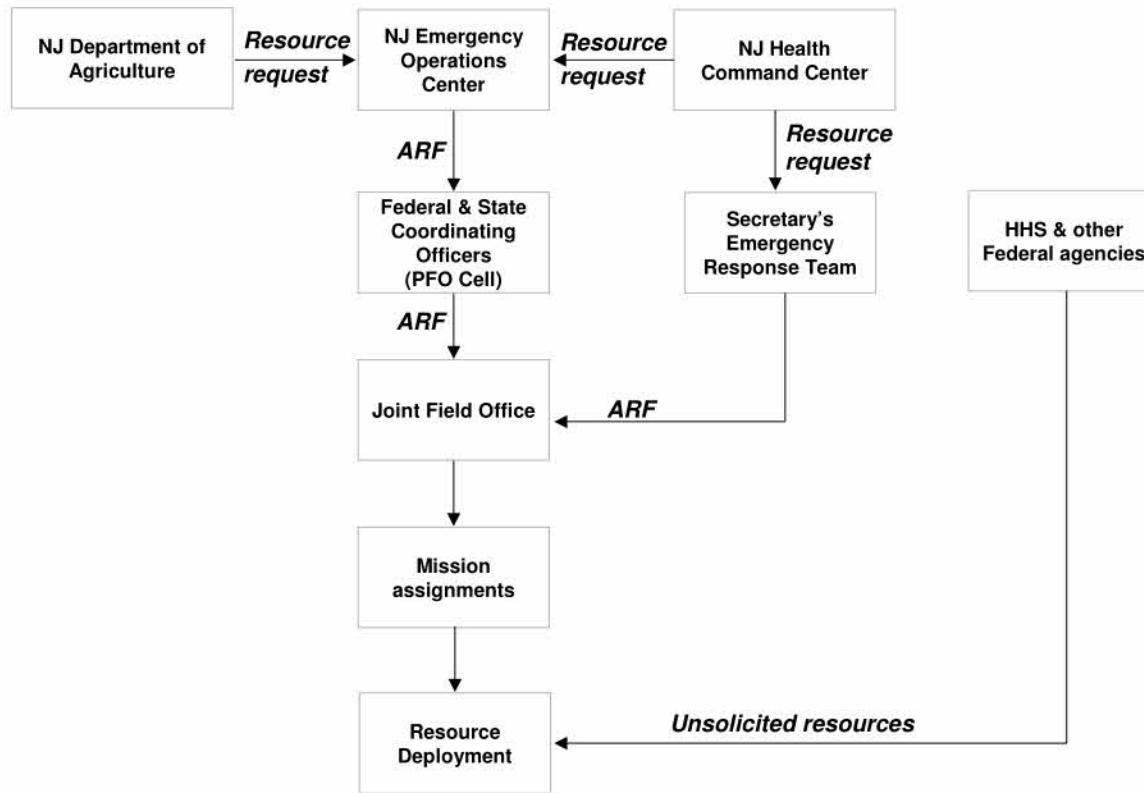 NJ Department of
Agriculture
Resource
request
NJ Emergency
Operations
Center
Resource
request
NJ Health
Command Center
ARF
Resource
request
Federal & State
Coordinating
Officers
(PFO Cell)
Secretary's
Emergency
Response Team
HHS & other
Federal agencies
ARF
Joint Field Office
ARF
Mission
assignments
Resource
Deployment
Unsolicited resources